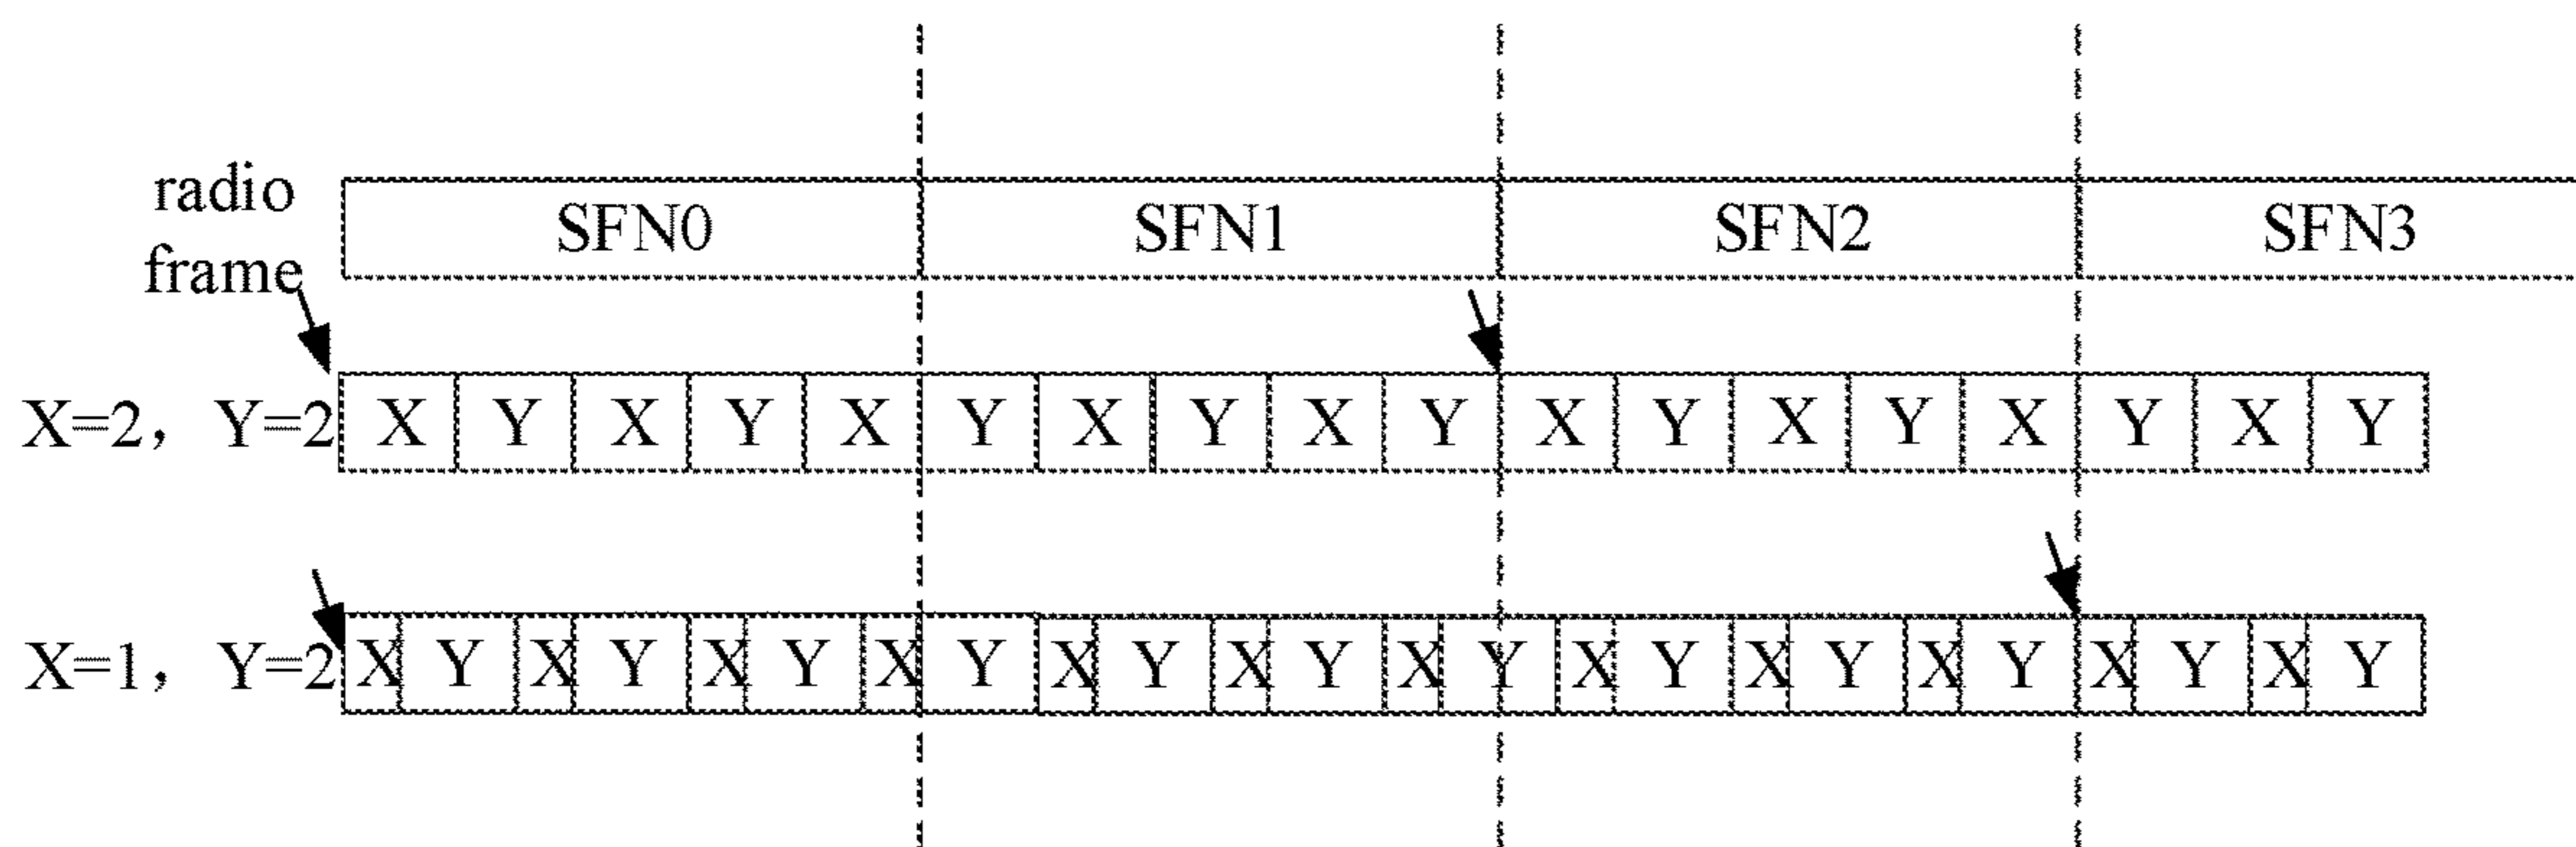 radio
frame
SFN0 SFN1 SFN2 SFN3
X=2, Y=2 X Y X Y X Y X Y X Y X Y X Y X Y X Y
X=1, Y=2 X Y X Y X Y X Y X Y X Y X Y X Y X Y X Y X Y X Y